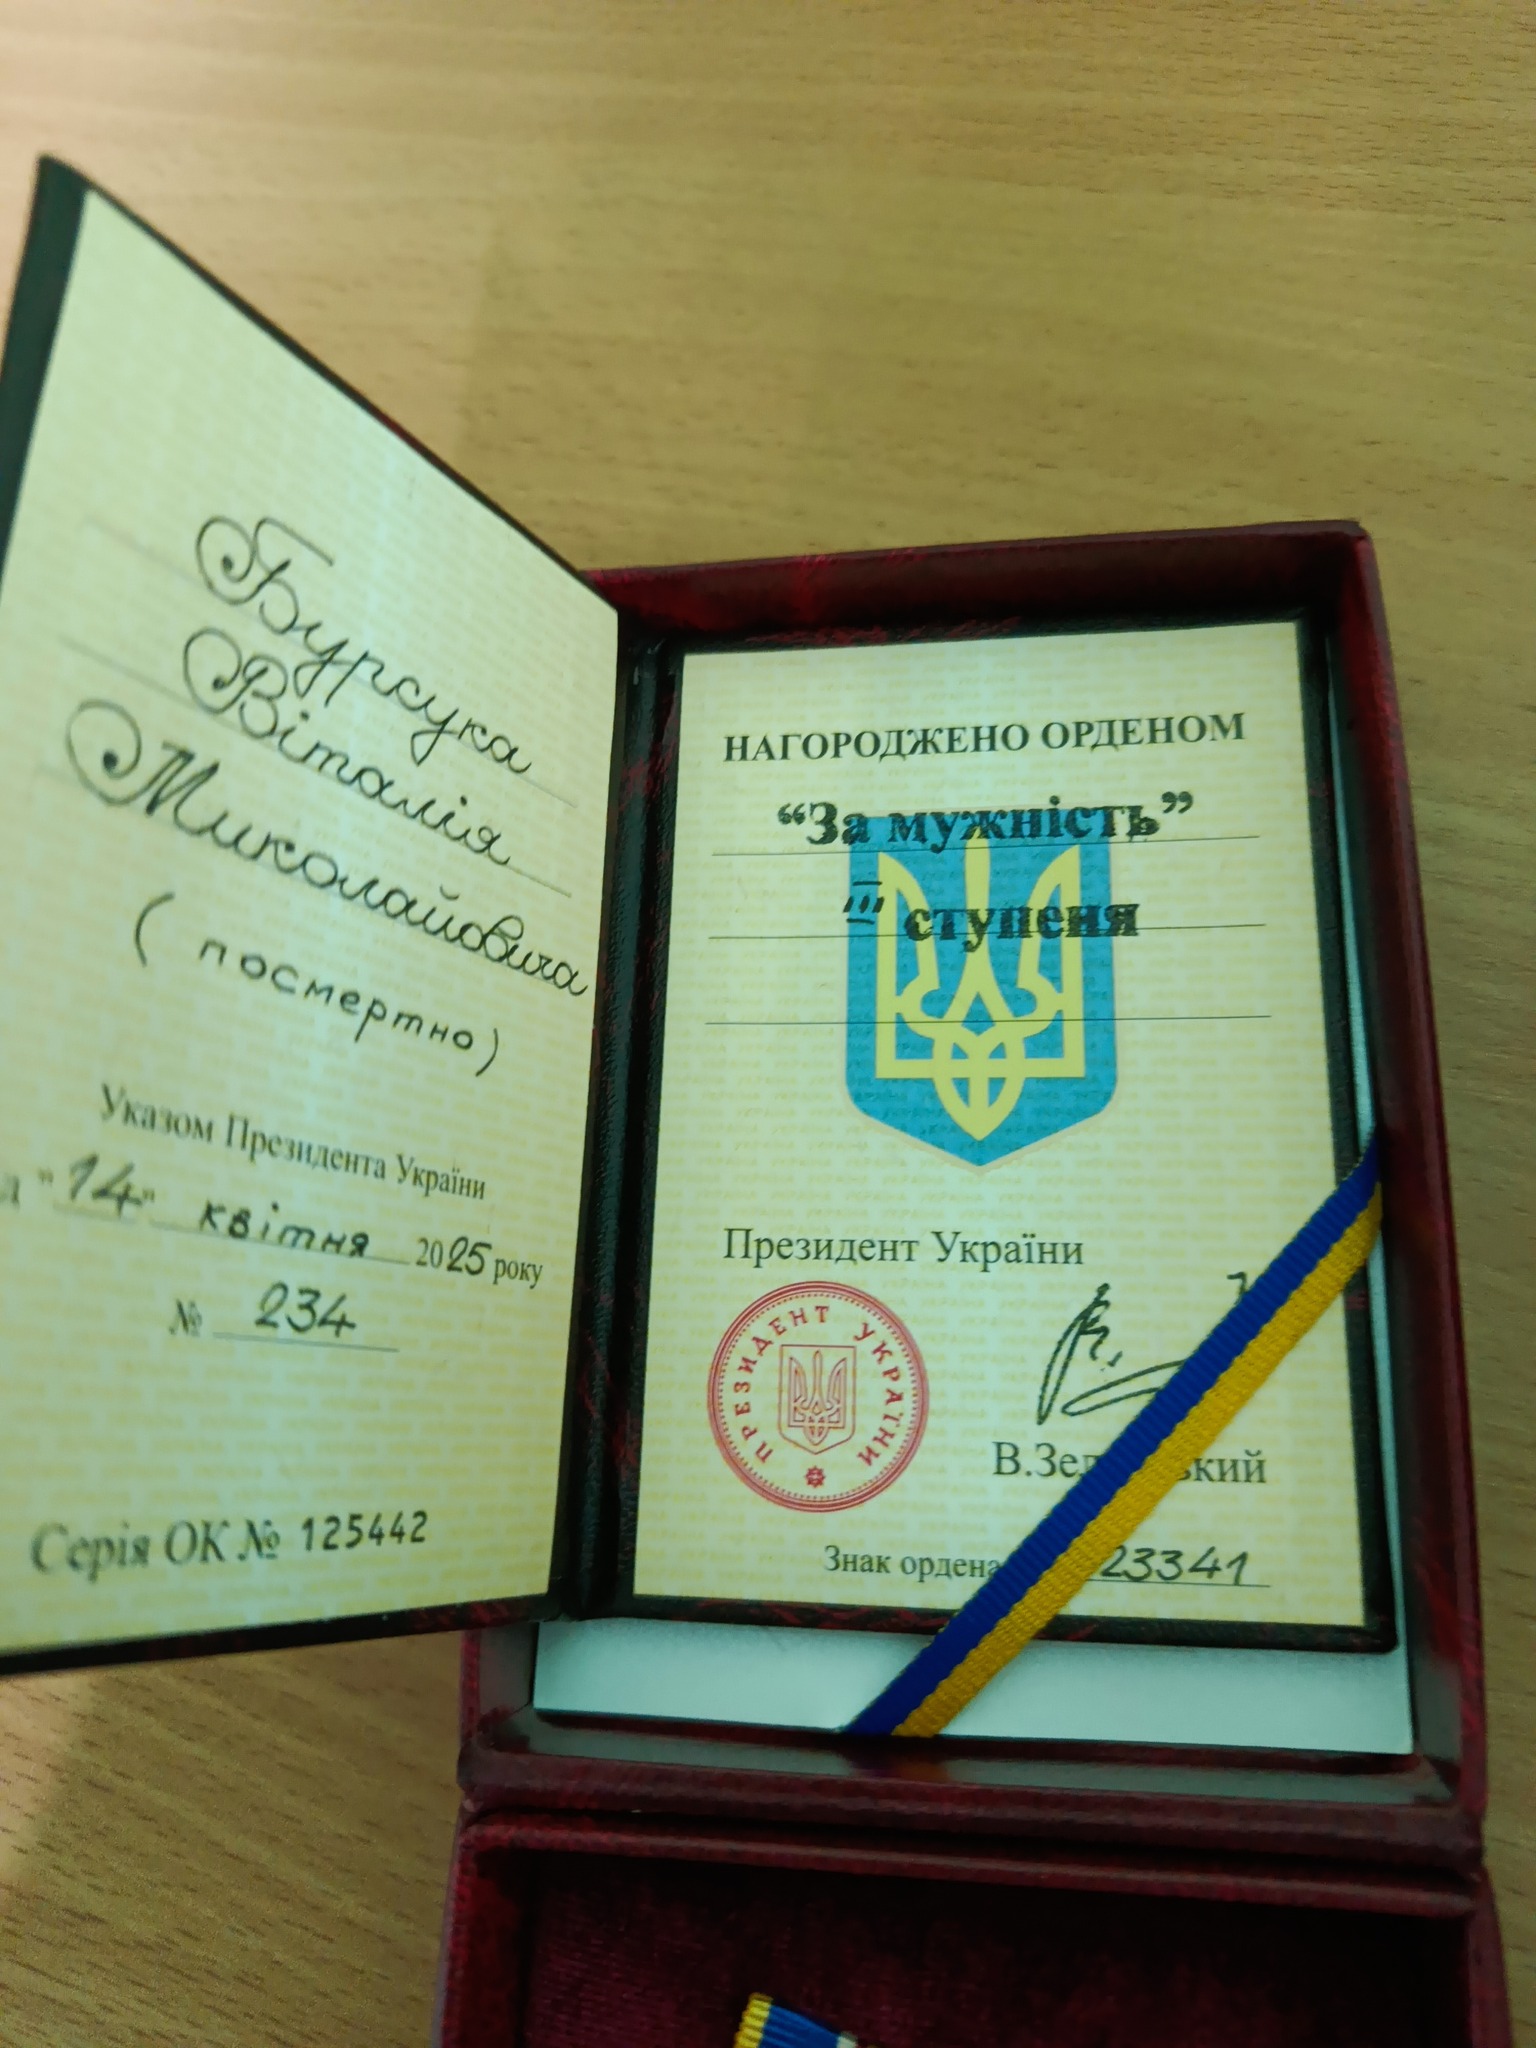 Бурсука
Віталія
Миколайовича
(посмертно)
Указом Президента України
"14" квітня 2025 року
№ 234
Серія ОК № 125442
НАГОРОДЖЕНО ОРДЕНОМ
“За мужність”
III ступеня
Президент України
ПРЕЗИДЕНТ УКРАЇНИ
Знак ордена